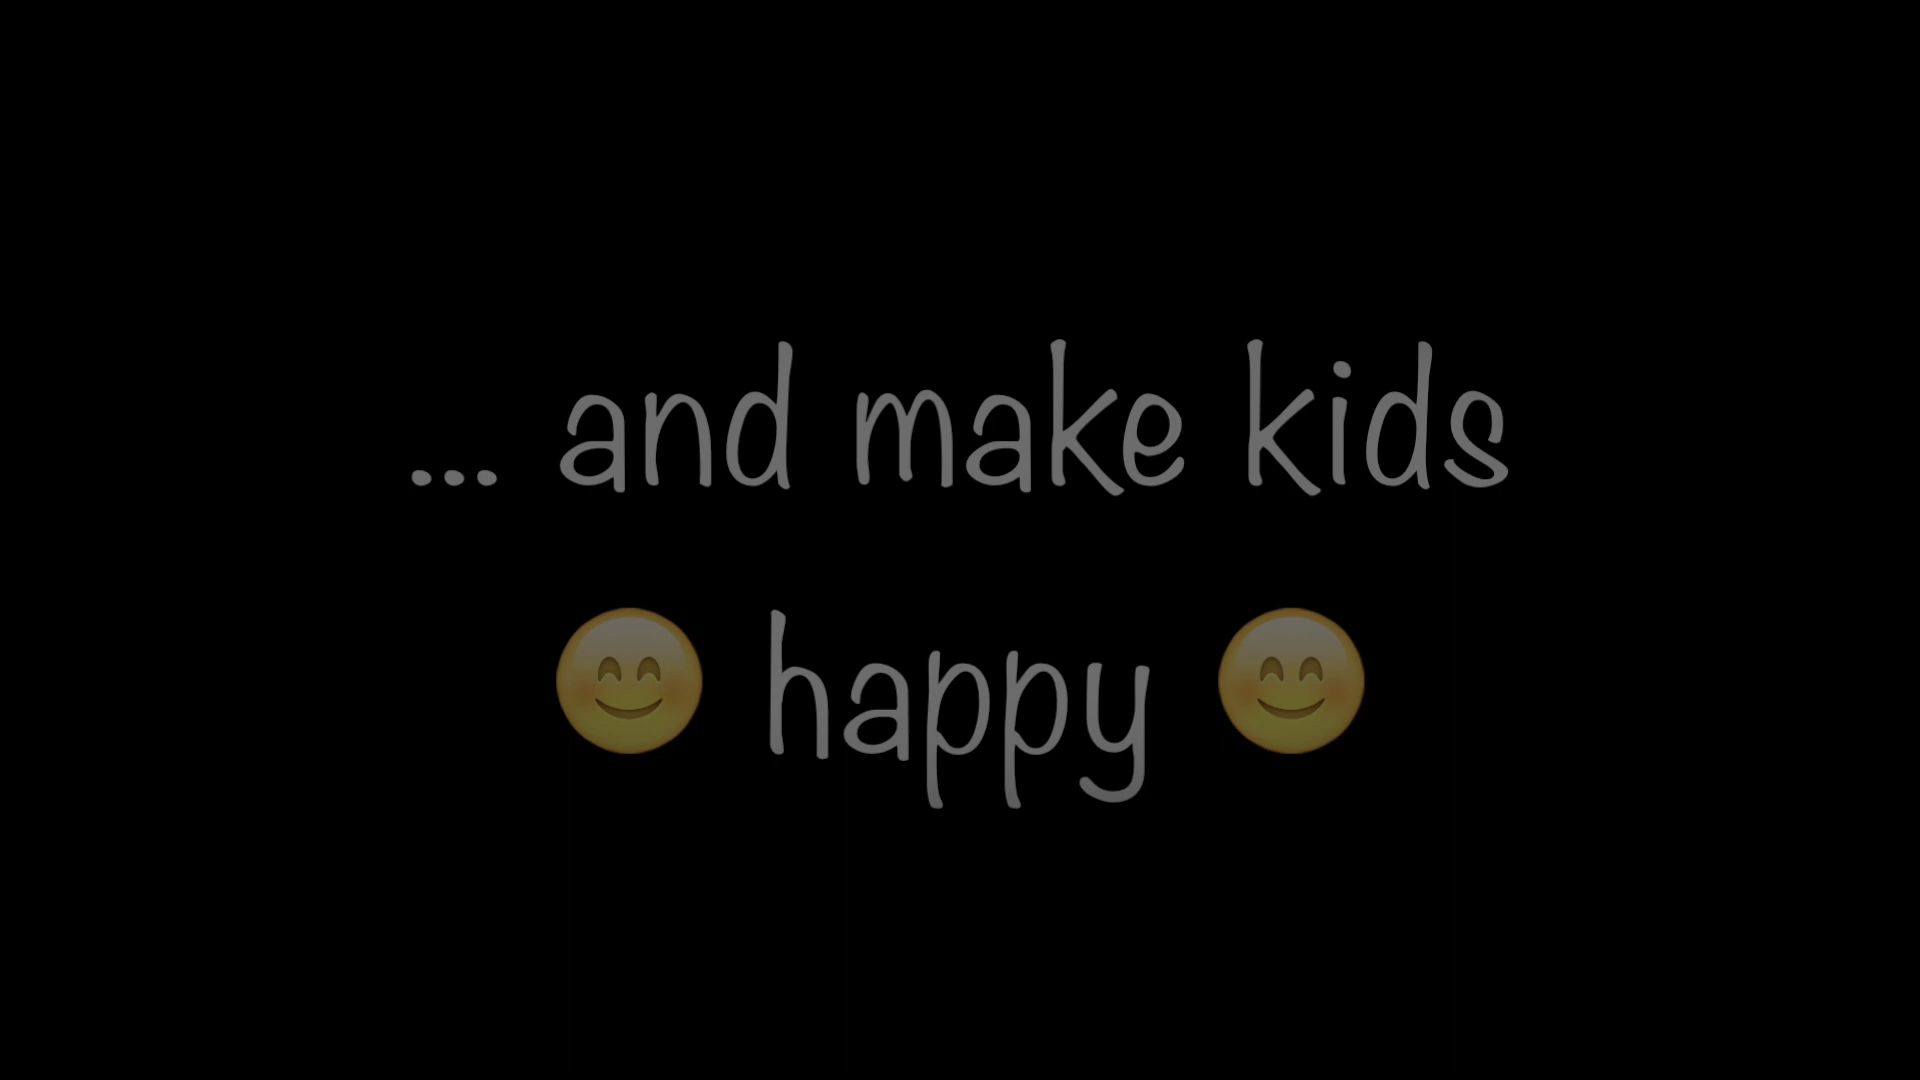 ... and make kids
😊 happy 😊